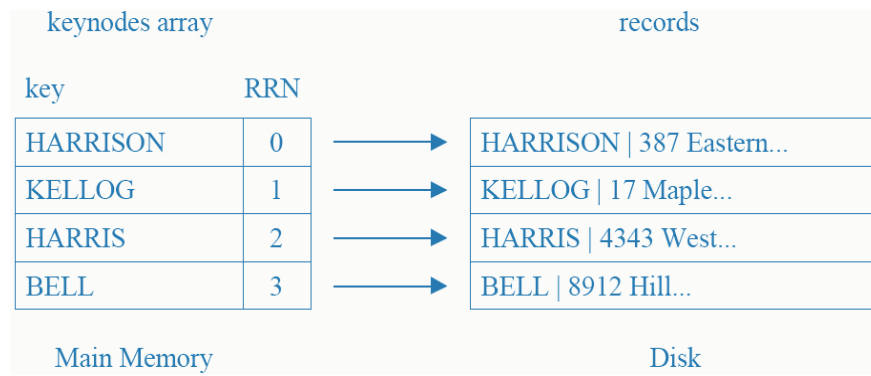 keynodes array records
key RRN
HARRISON 0 HARRISON | 387 Eastern...
KELLOG 1 KELLOG | 17 Maple...
HARRIS 2 HARRIS | 4343 West...
BELL 3 BELL | 8912 Hill...
Main Memory Disk